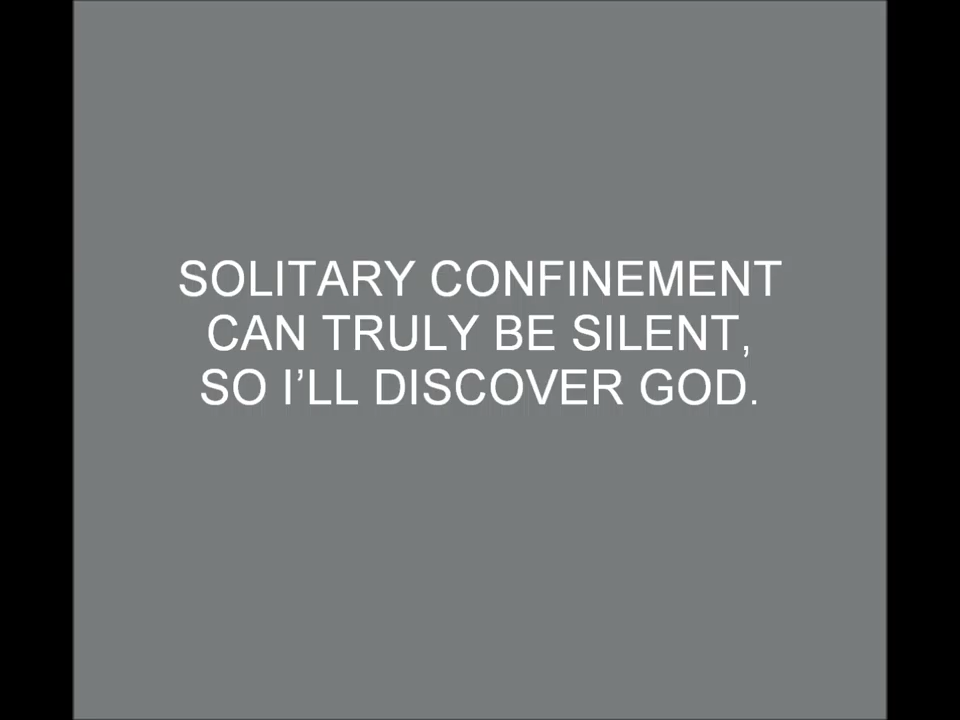 SOLITARY CONFINEMENT
CAN TRULY BE SILENT,
SO I’LL DISCOVER GOD.